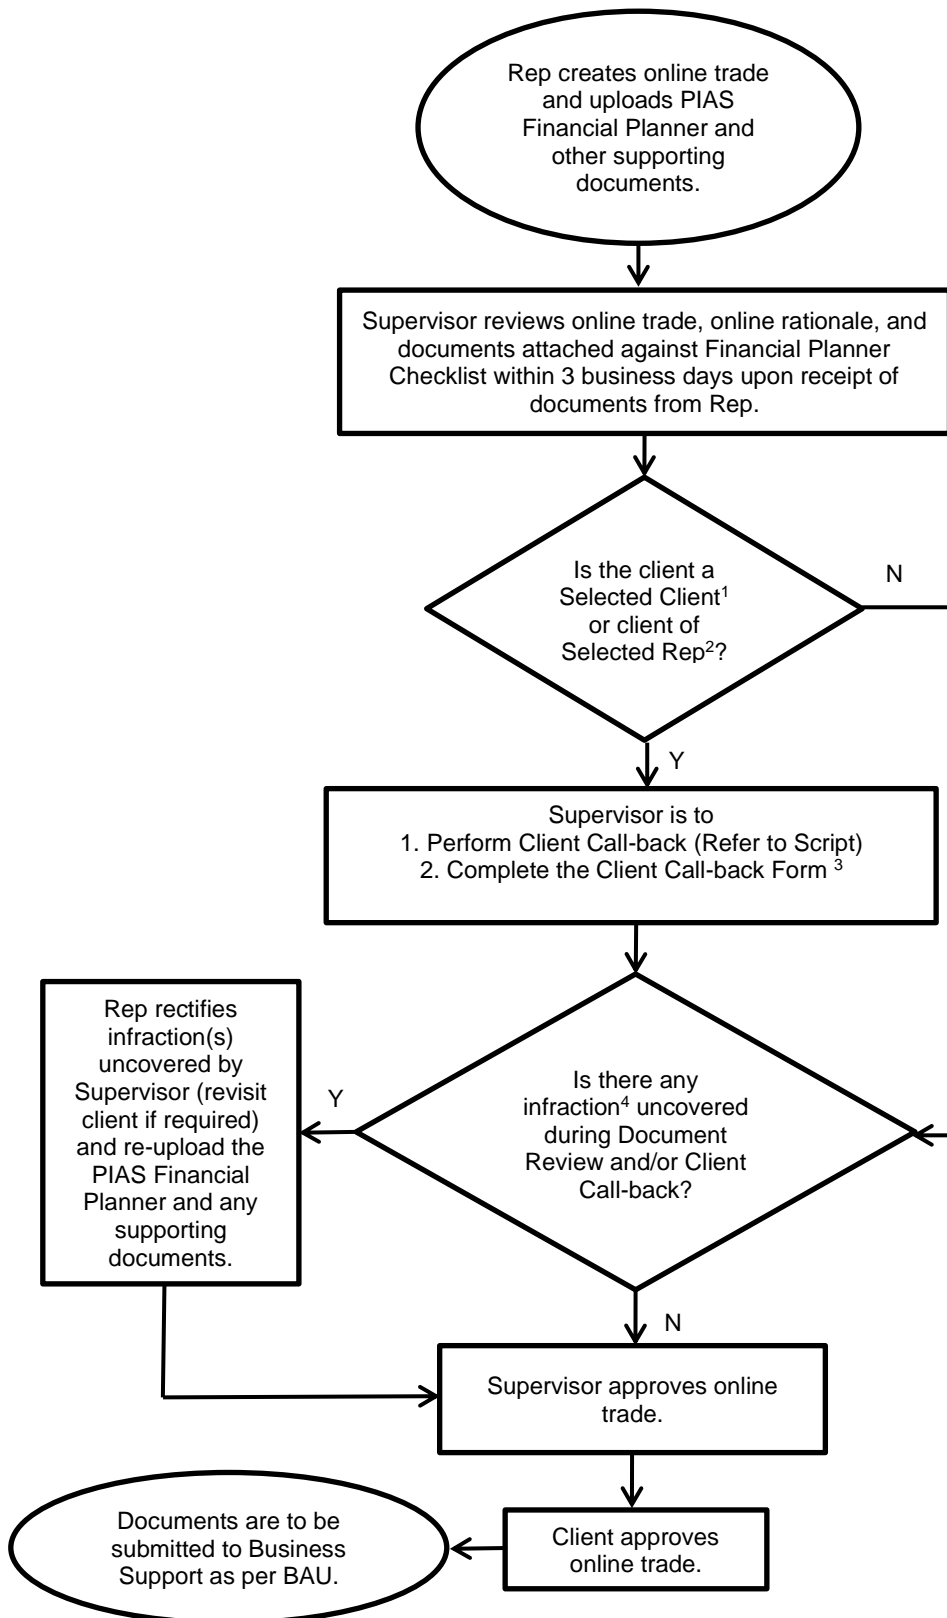 Rep creates online trade
and uploads PIAS
Financial Planner and
other supporting
documents.
Supervisor reviews online trade, online rationale, and
documents attached against Financial Planner
Checklist within 3 business days upon receipt of
documents from Rep.
Is the client a
Selected Client¹
or client of
Selected Rep²?
N
Y
Supervisor is to
1. Perform Client Call-back (Refer to Script)
2. Complete the Client Call-back Form ³
Rep rectifies
infraction(s)
uncovered by
Supervisor (revisit
client if required)
and re-upload the
PIAS Financial
Planner and any
supporting
documents.
Y
Is there any
infraction⁴ uncovered
during Document
Review and/or Client
Call-back?
N
Supervisor approves online
trade.
Client approves
online trade.
Documents are to be
submitted to Business
Support as per BAU.